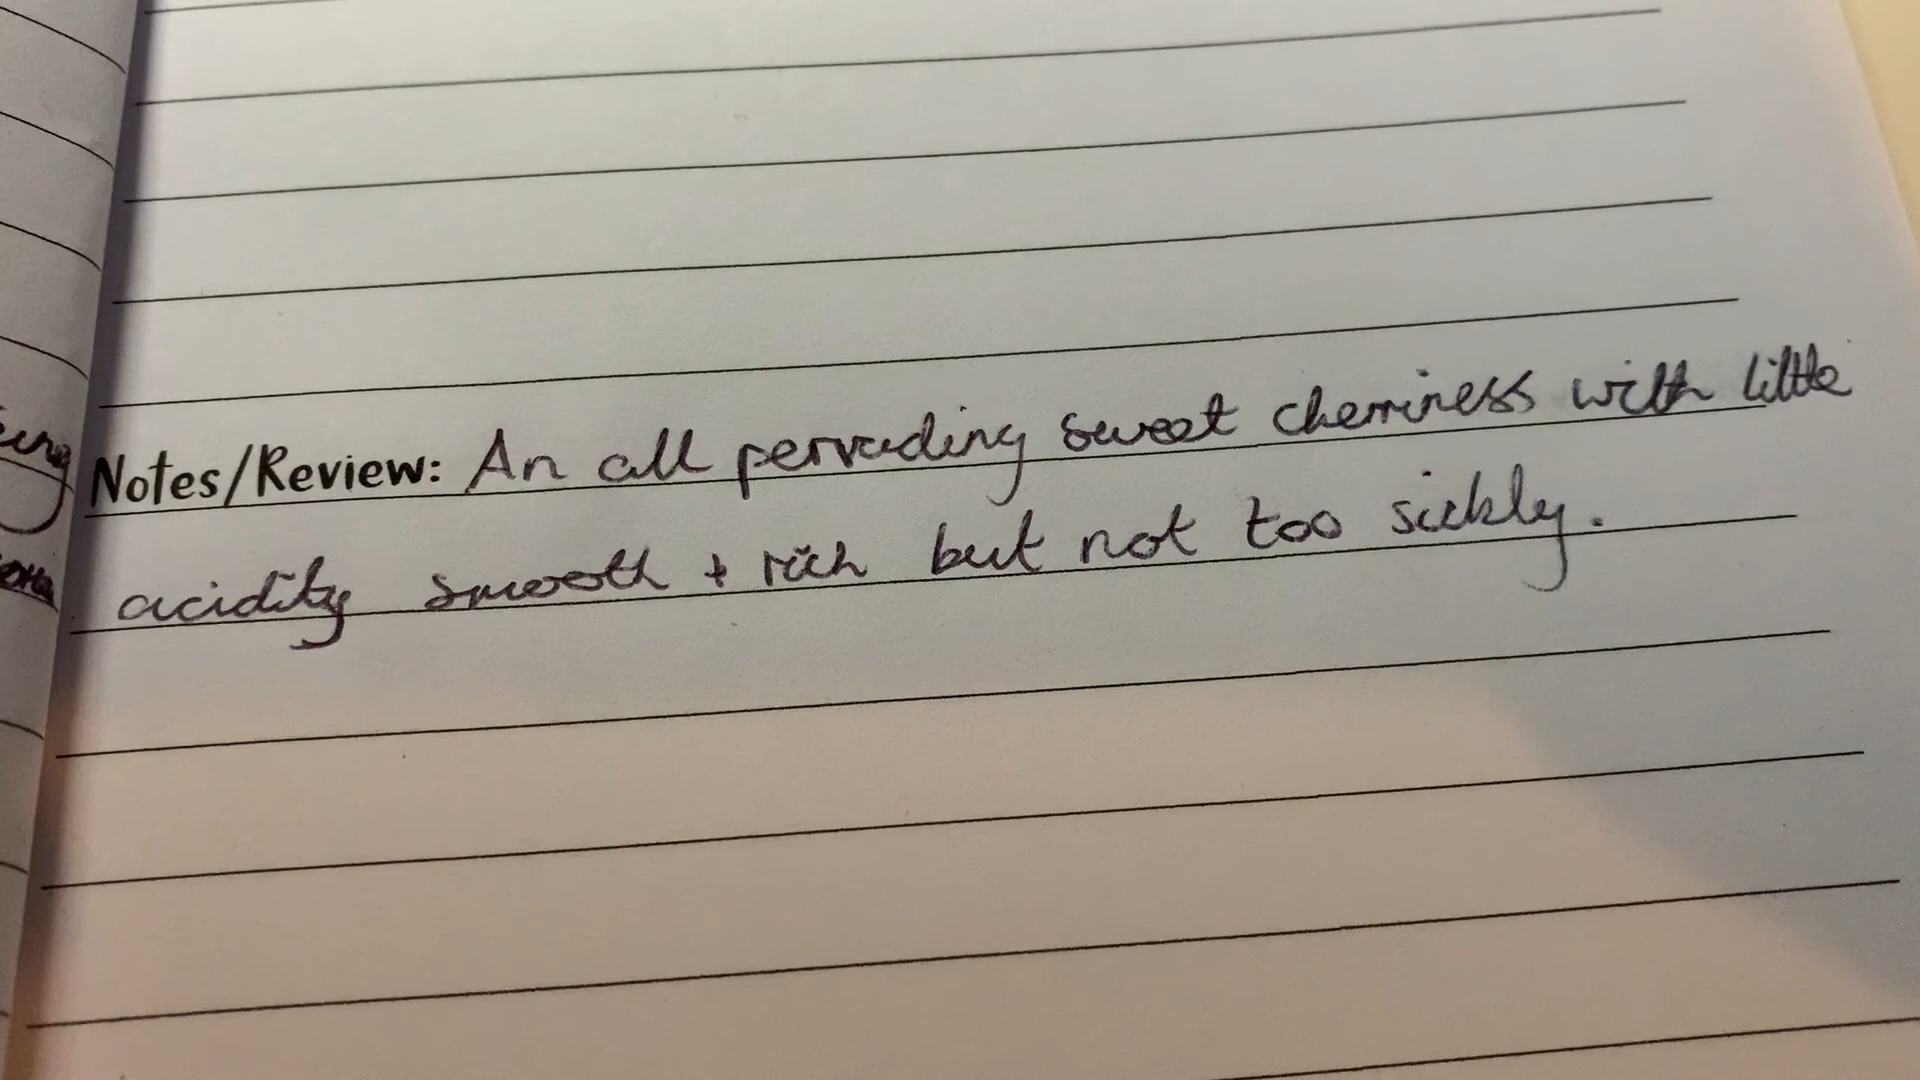 Notes/Review: An all pervading sweet cherriness with little
acidity smooth + rich but not too sickly.